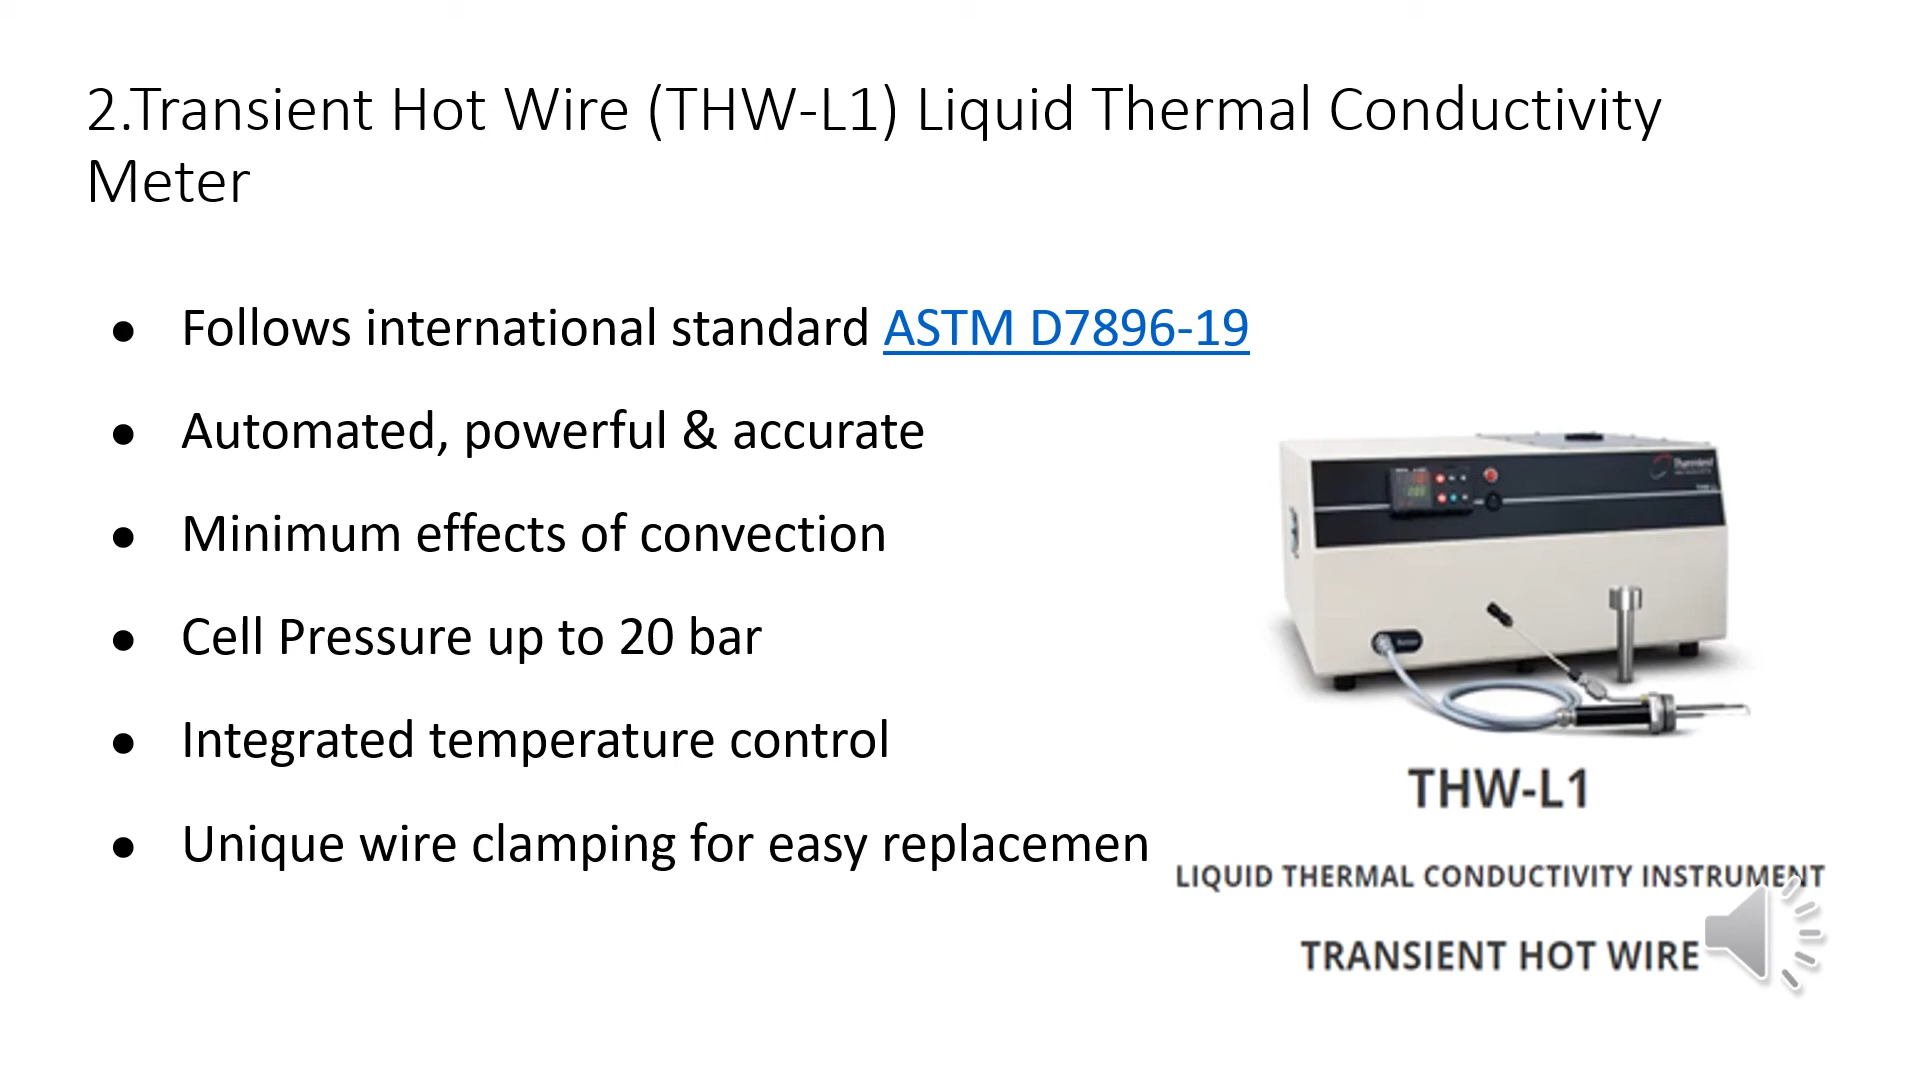 2.Transient Hot Wire (THW-L1) Liquid Thermal Conductivity
Meter
● Follows international standard ASTM D7896-19
● Automated, powerful & accurate
● Minimum effects of convection
● Cell Pressure up to 20 bar
● Integrated temperature control
● Unique wire clamping for easy replacemen
Thermtest
THW-L1
LIQUID THERMAL CONDUCTIVITY INSTRUMENT
TRANSIENT HOT WIRE